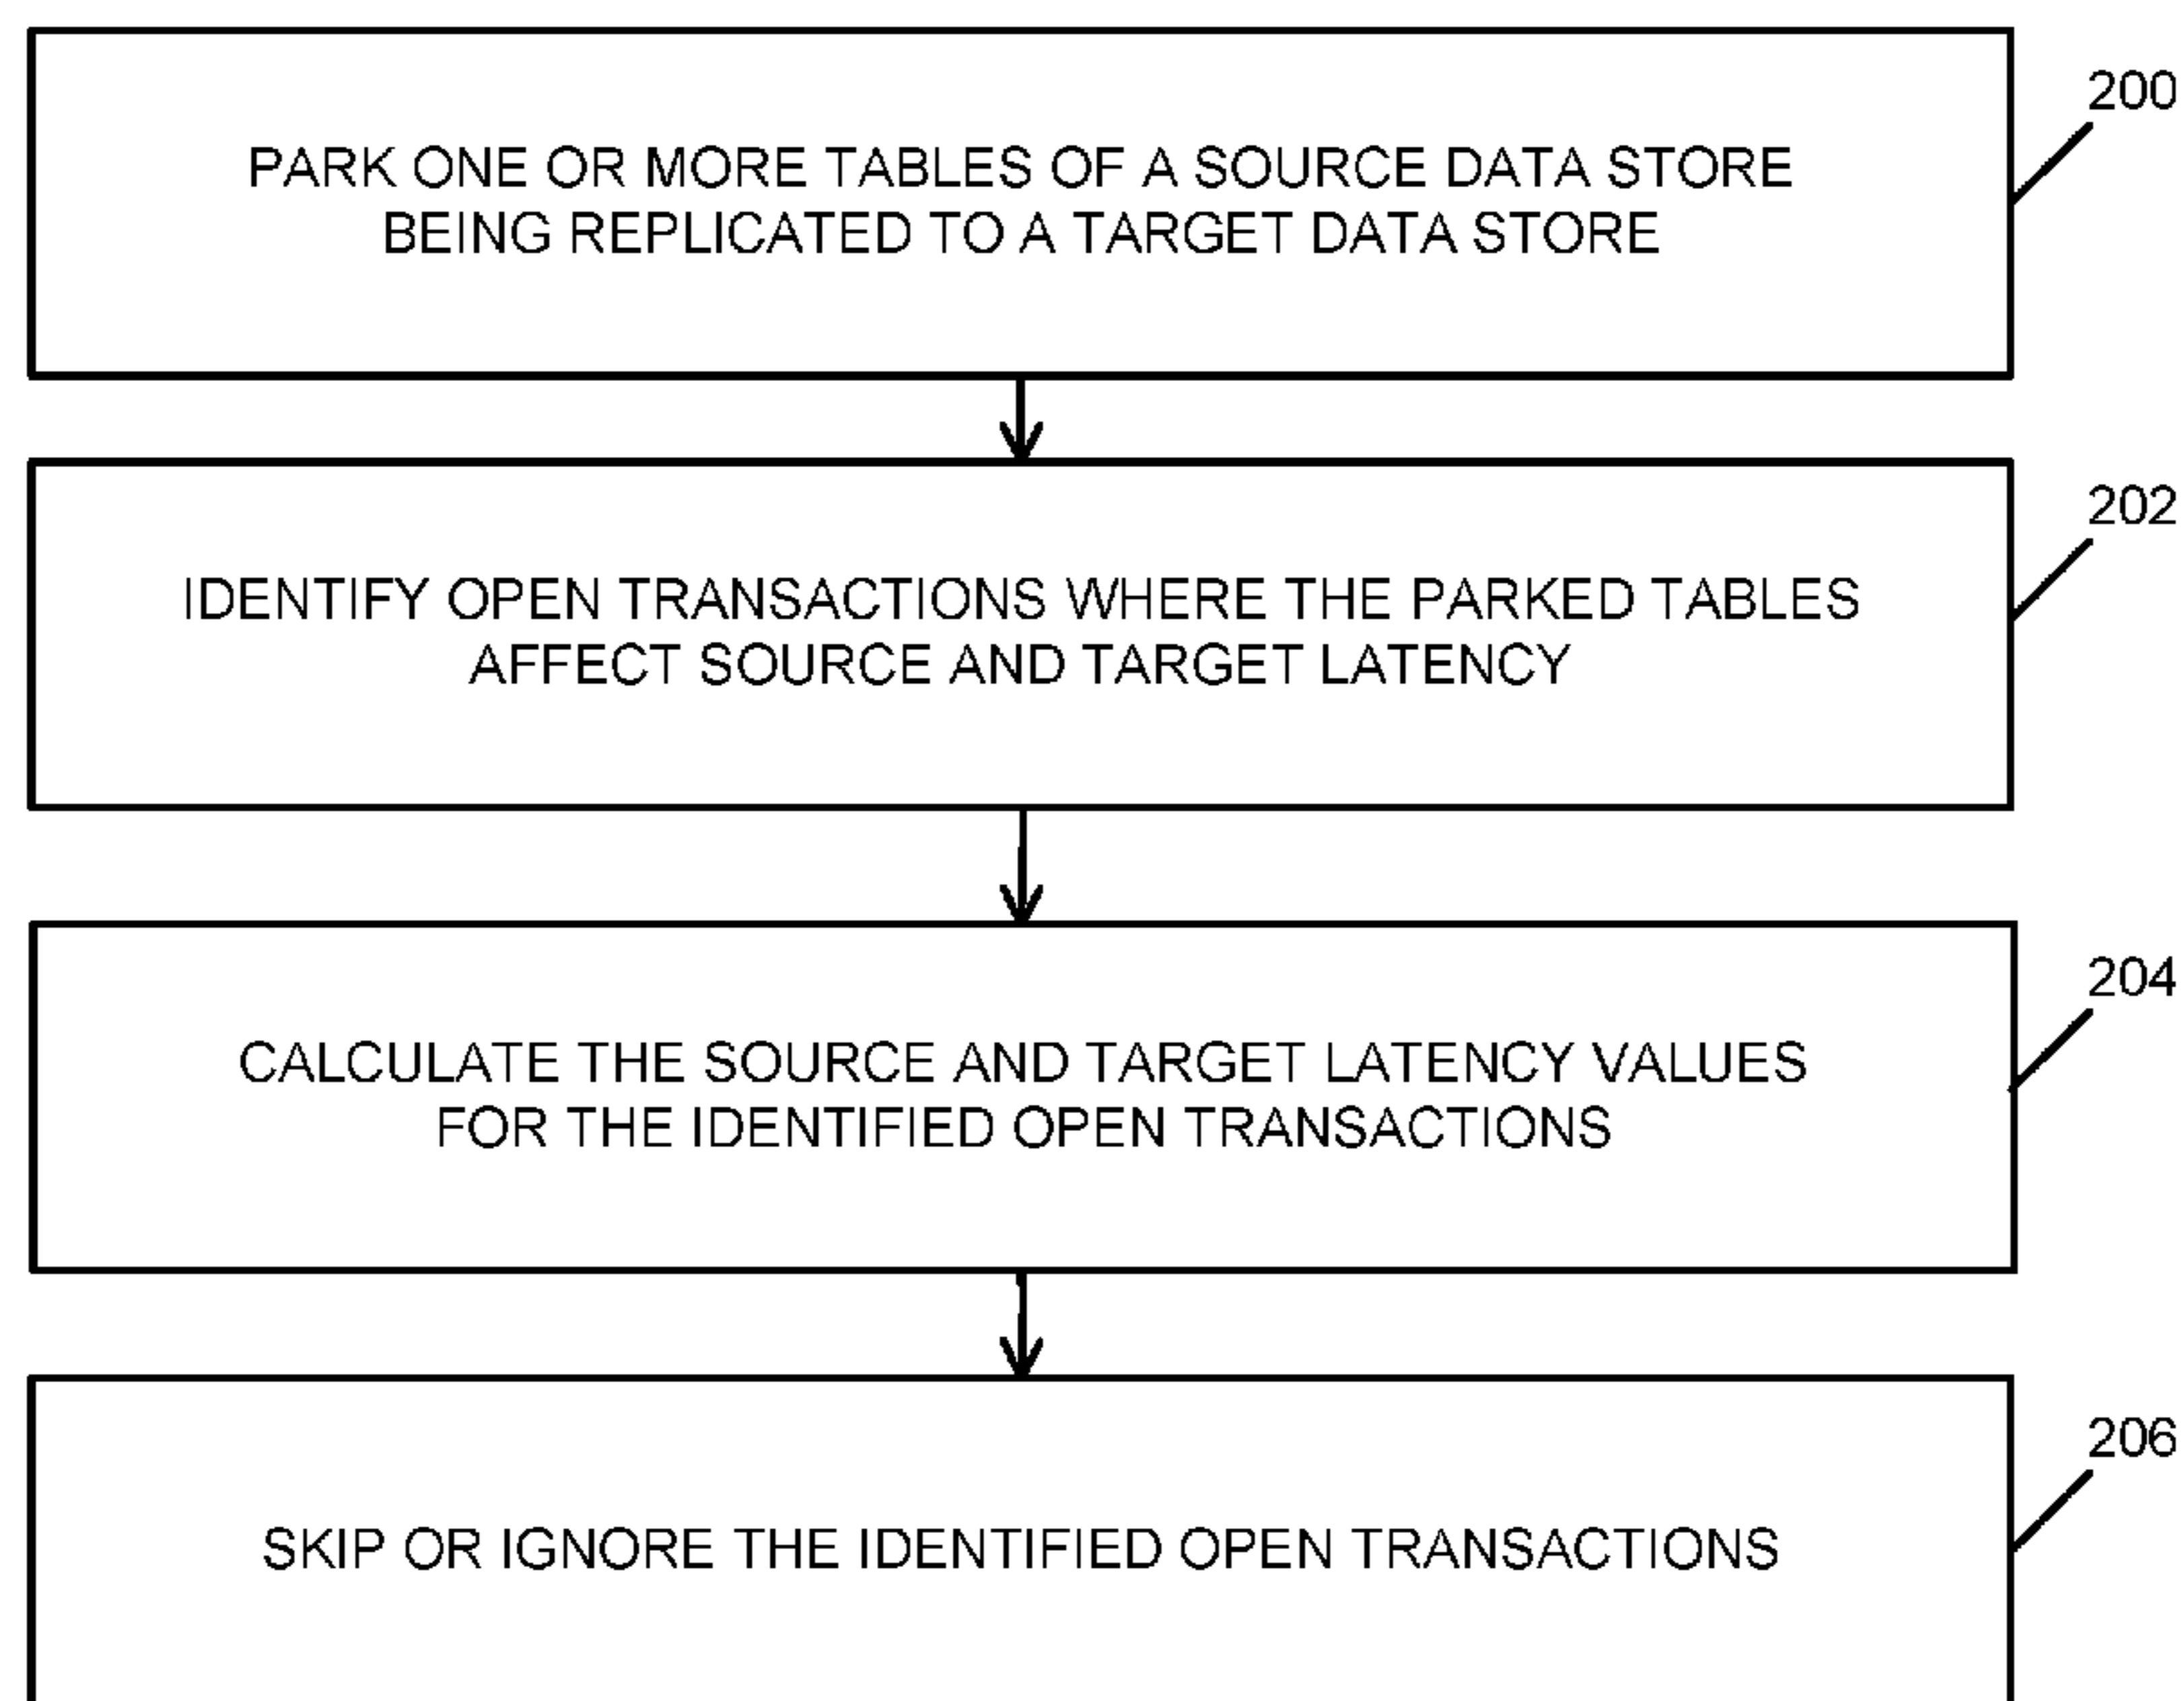 200
PARK ONE OR MORE TABLES OF A SOURCE DATA STORE
BEING REPLICATED TO A TARGET DATA STORE
202
IDENTIFY OPEN TRANSACTIONS WHERE THE PARKED TABLES
AFFECT SOURCE AND TARGET LATENCY
204
CALCULATE THE SOURCE AND TARGET LATENCY VALUES
FOR THE IDENTIFIED OPEN TRANSACTIONS
206
SKIP OR IGNORE THE IDENTIFIED OPEN TRANSACTIONS